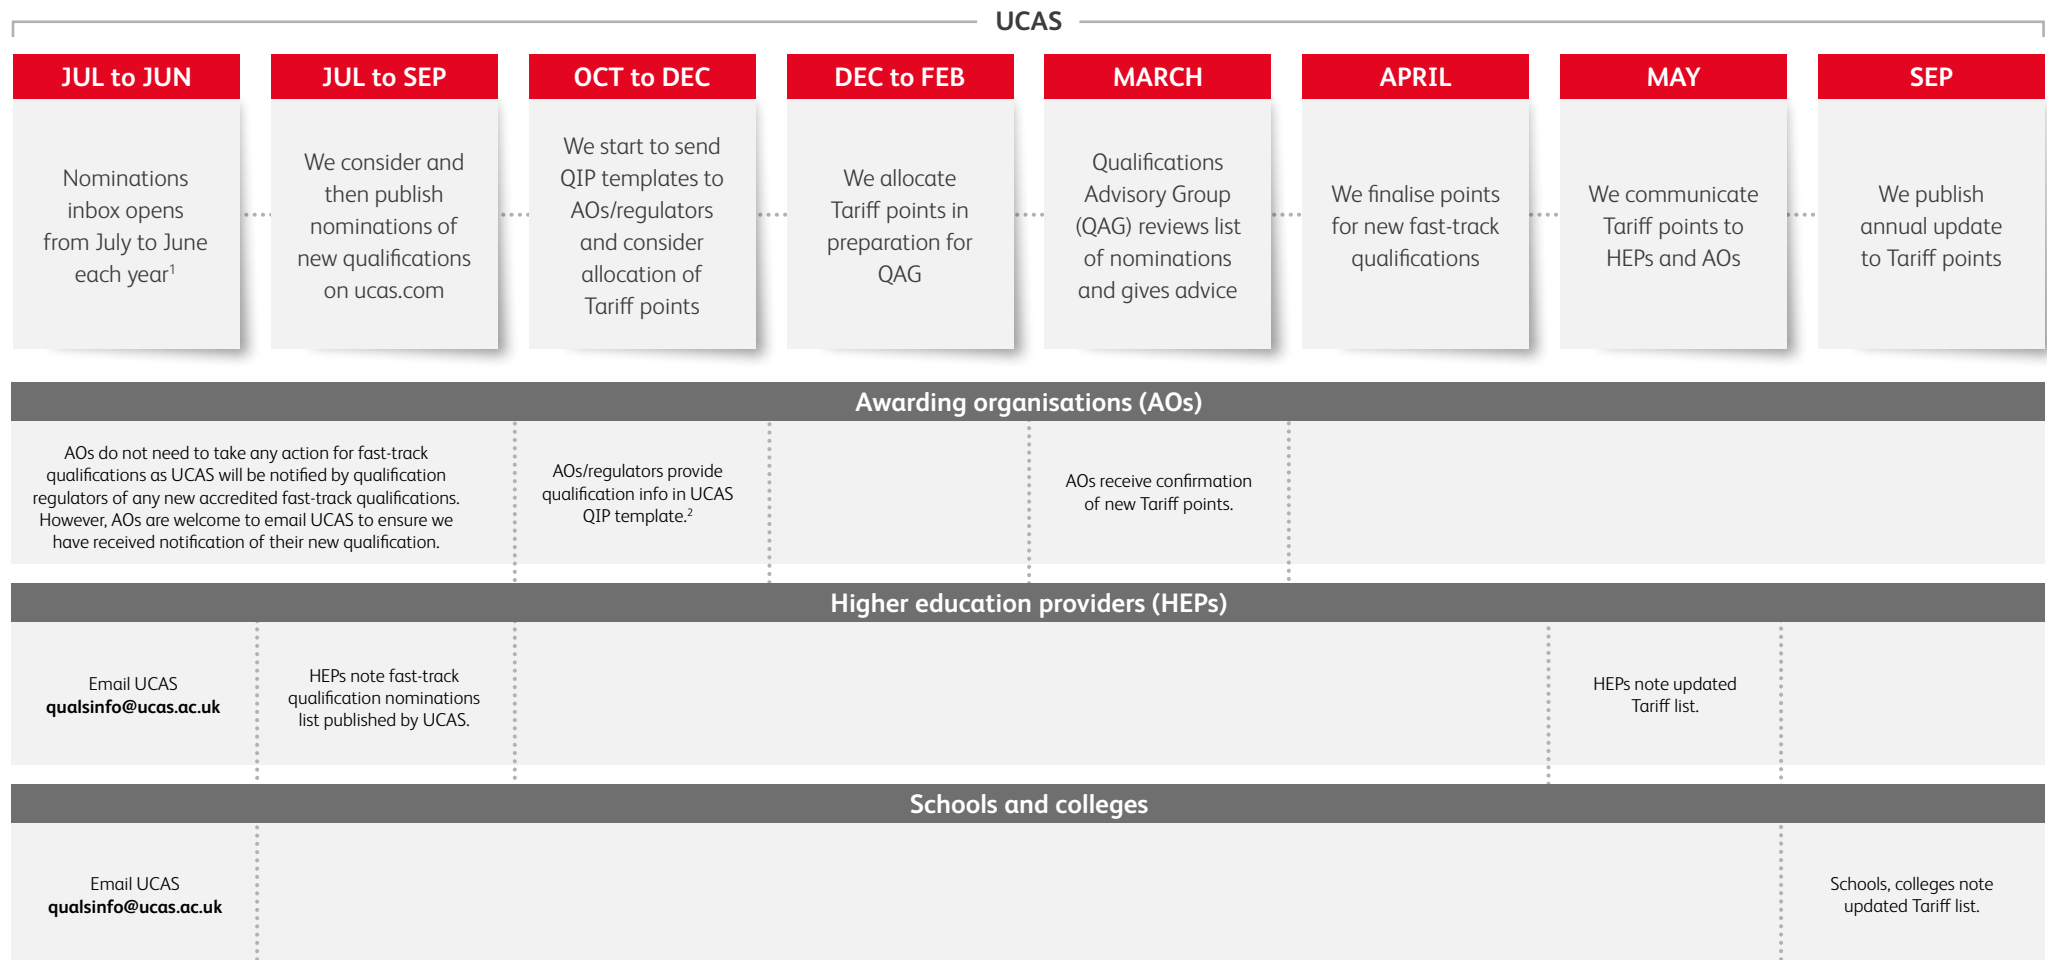 UCAS
JUL to JUN
Nominations
inbox opens
from July to June
each year¹
JUL to SEP
We consider and
then publish
nominations of
new qualifications
on ucas.com
OCT to DEC
We start to send
QIP templates to
AOs/regulators
and consider
allocation of
Tariff points
DEC to FEB
We allocate
Tariff points in
preparation for
QAG
MARCH
Qualifications
Advisory Group
(QAG) reviews list
of nominations
and gives advice
APRIL
We finalise points
for new fast-track
qualifications
MAY
We communicate
Tariff points to
HEPs and AOs
SEP
We publish
annual update
to Tariff points
Awarding organisations (AOs)
AOs do not need to take any action for fast-track
qualifications as UCAS will be notified by qualification
regulators of any new accredited fast-track qualifications.
However, AOs are welcome to email UCAS to ensure we
have received notification of their new qualification.
AOs/regulators provide
qualification info in UCAS
QIP template.²
AOs receive confirmation
of new Tariff points.
Higher education providers (HEPs)
Email UCAS
qualsinfo@ucas.ac.uk
HEPs note fast-track
qualification nominations
list published by UCAS.
HEPs note updated
Tariff list.
Schools and colleges
Email UCAS
qualsinfo@ucas.ac.uk
Schools, colleges note
updated Tariff list.